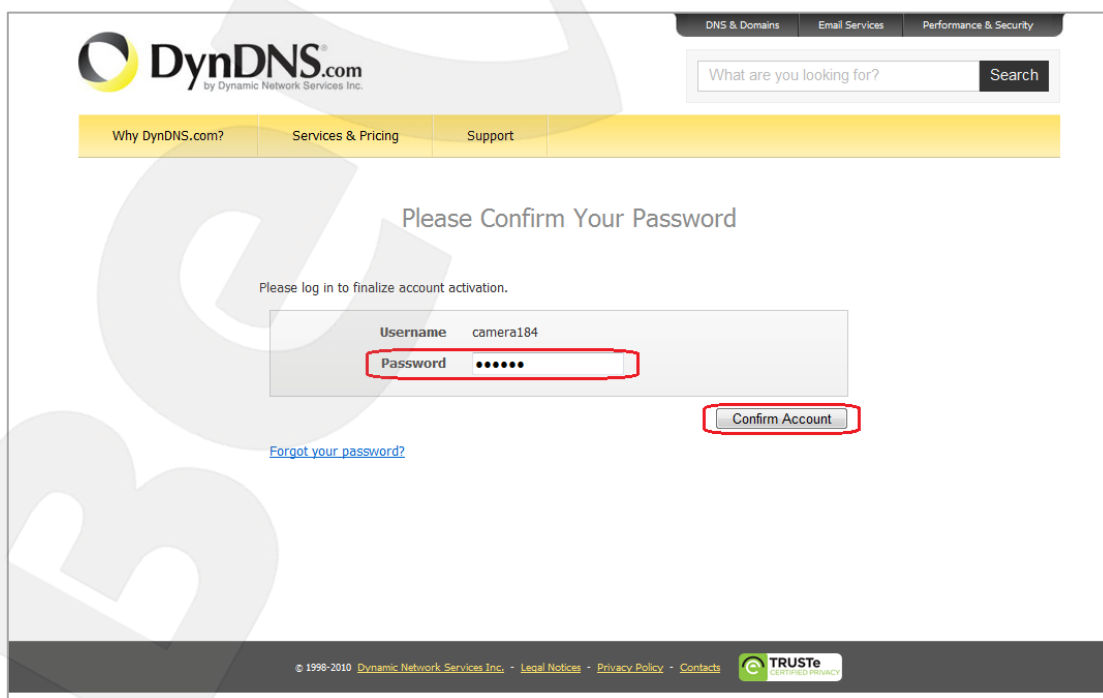 DNS & Domains Email Services Performance & Security
DynDNS.com
by Dynamic Network Services Inc.
What are you looking for? Search
Why DynDNS.com? Services & Pricing Support
Please Confirm Your Password
Please log in to finalize account activation.
Username camera184
Password ••••••
Confirm Account
Forgot your password?
© 1998-2010 Dynamic Network Services Inc. - Legal Notices - Privacy Policy - Contacts
TRUSTe
CERTIFIED PRIVACY